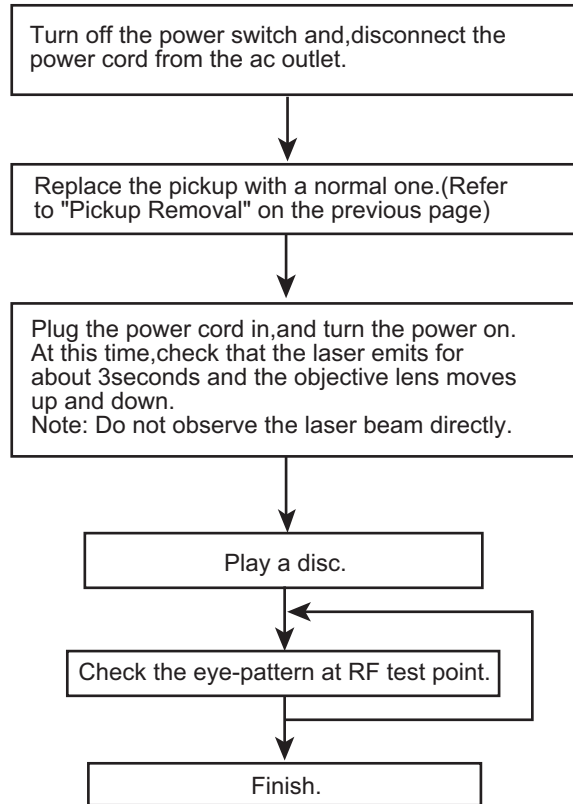 Turn off the power switch and,disconnect the
power cord from the ac outlet.
Replace the pickup with a normal one.(Refer
to "Pickup Removal" on the previous page)
Plug the power cord in,and turn the power on.
At this time,check that the laser emits for
about 3seconds and the objective lens moves
up and down.
Note: Do not observe the laser beam directly.
Play a disc.
Check the eye-pattern at RF test point.
Finish.